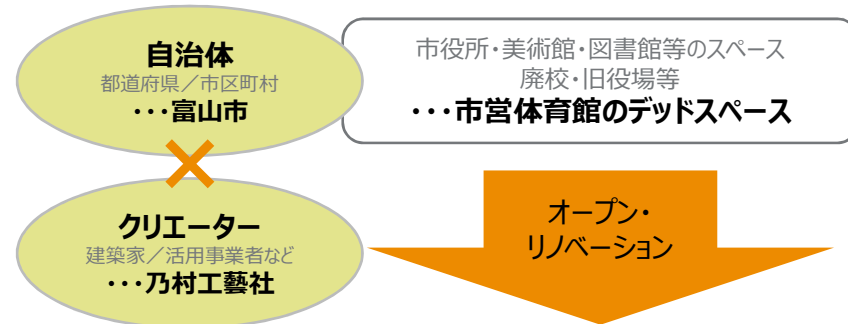 自治体
都道府県／市区町村
・・・富山市
市役所・美術館・図書館等のスペース
廃校・旧役場等
・・・市営体育館のデッドスペース
クリエーター
建築家／活用事業者など
・・・乃村工藝社
オープン・
リノベーション